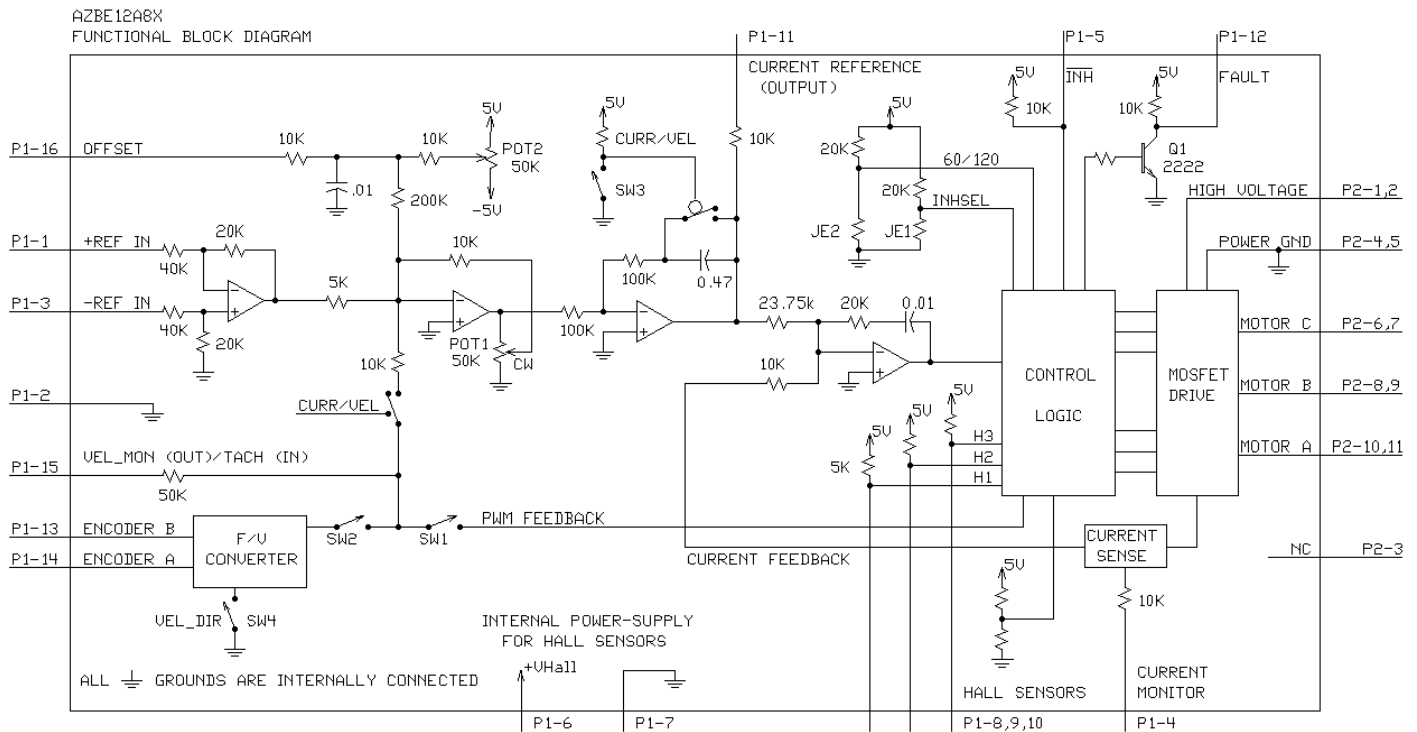 AZBE12A8X
FUNCTIONAL BLOCK DIAGRAM
P1-11
P1-5
P1-12
CURRENT REFERENCE
(OUTPUT)
5V
INH
10K
5V
10K
FAULT
P1-16
OFFSET
10K
10K
5V
POT2
50K
-5V
.01
200K
5V
CURR/VEL
SW3
10K
5V
20K
60/120
20K
INHSEL
JE2
JE1
Q1
2222
HIGH VOLTAGE
P2-1,2
P1-1
+REF IN
40K
20K
POWER GND
P2-4,5
P1-3
-REF IN
40K
20K
5K
10K
POT1
50K
CW
100K
100K
0.47
23.75k
20K
0.01
10K
10K
CONTROL
LOGIC
MOSFET
DRIVE
MOTOR C
P2-6,7
MOTOR B
P2-8,9
MOTOR A
P2-10,11
P1-2
CURR/VEL
5V
5V
5V
5K
H3
H2
H1
P1-15
VEL_MON (OUT)/TACH (IN)
50K
P1-13
ENCODER B
P1-14
ENCODER A
F/V
CONVERTER
SW2
SW1
PWM FEEDBACK
CURRENT FEEDBACK
CURRENT
SENSE
NC
P2-3
VEL_DIR
SW4
5V
10K
INTERNAL POWER-SUPPLY
FOR HALL SENSORS
+VHall
ALL GROUNDS ARE INTERNALLY CONNECTED
HALL SENSORS
CURRENT
MONITOR
P1-6
P1-7
P1-8,9,10
P1-4